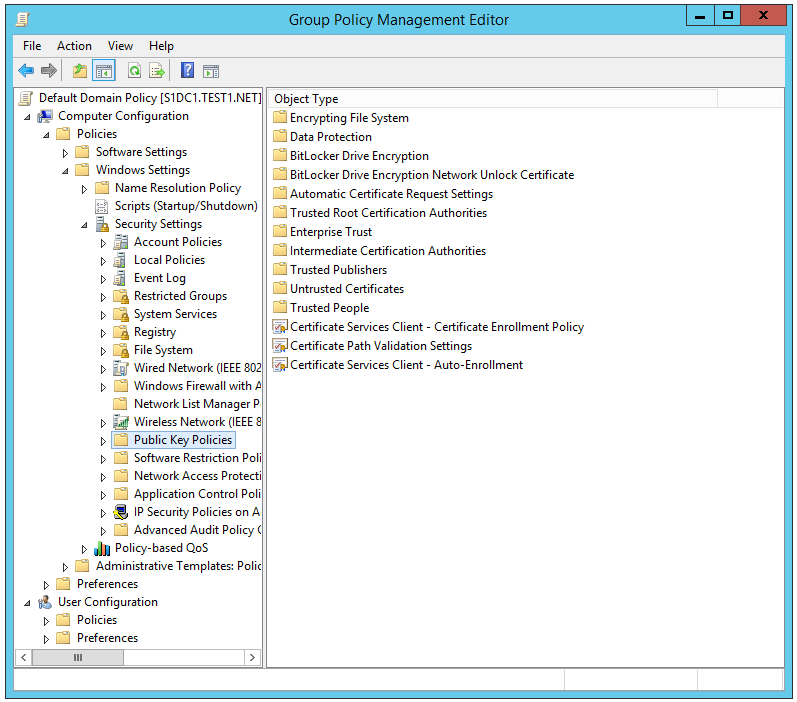 Group Policy Management Editor
File Action View Help
Default Domain Policy [S1DC1.TEST1.NET]
Computer Configuration
Policies
Software Settings
Windows Settings
Name Resolution Policy
Scripts (Startup/Shutdown)
Security Settings
Account Policies
Local Policies
Event Log
Restricted Groups
System Services
Registry
File System
Wired Network (IEEE 802
Windows Firewall with A
Network List Manager P
Wireless Network (IEEE 8
Public Key Policies
Software Restriction Poli
Network Access Protecti
Application Control Poli
IP Security Policies on A
Advanced Audit Policy C
Policy-based QoS
Administrative Templates: Polic
Preferences
User Configuration
Policies
Preferences
Object Type
Encrypting File System
Data Protection
BitLocker Drive Encryption
BitLocker Drive Encryption Network Unlock Certificate
Automatic Certificate Request Settings
Trusted Root Certification Authorities
Enterprise Trust
Intermediate Certification Authorities
Trusted Publishers
Untrusted Certificates
Trusted People
Certificate Services Client - Certificate Enrollment Policy
Certificate Path Validation Settings
Certificate Services Client - Auto-Enrollment